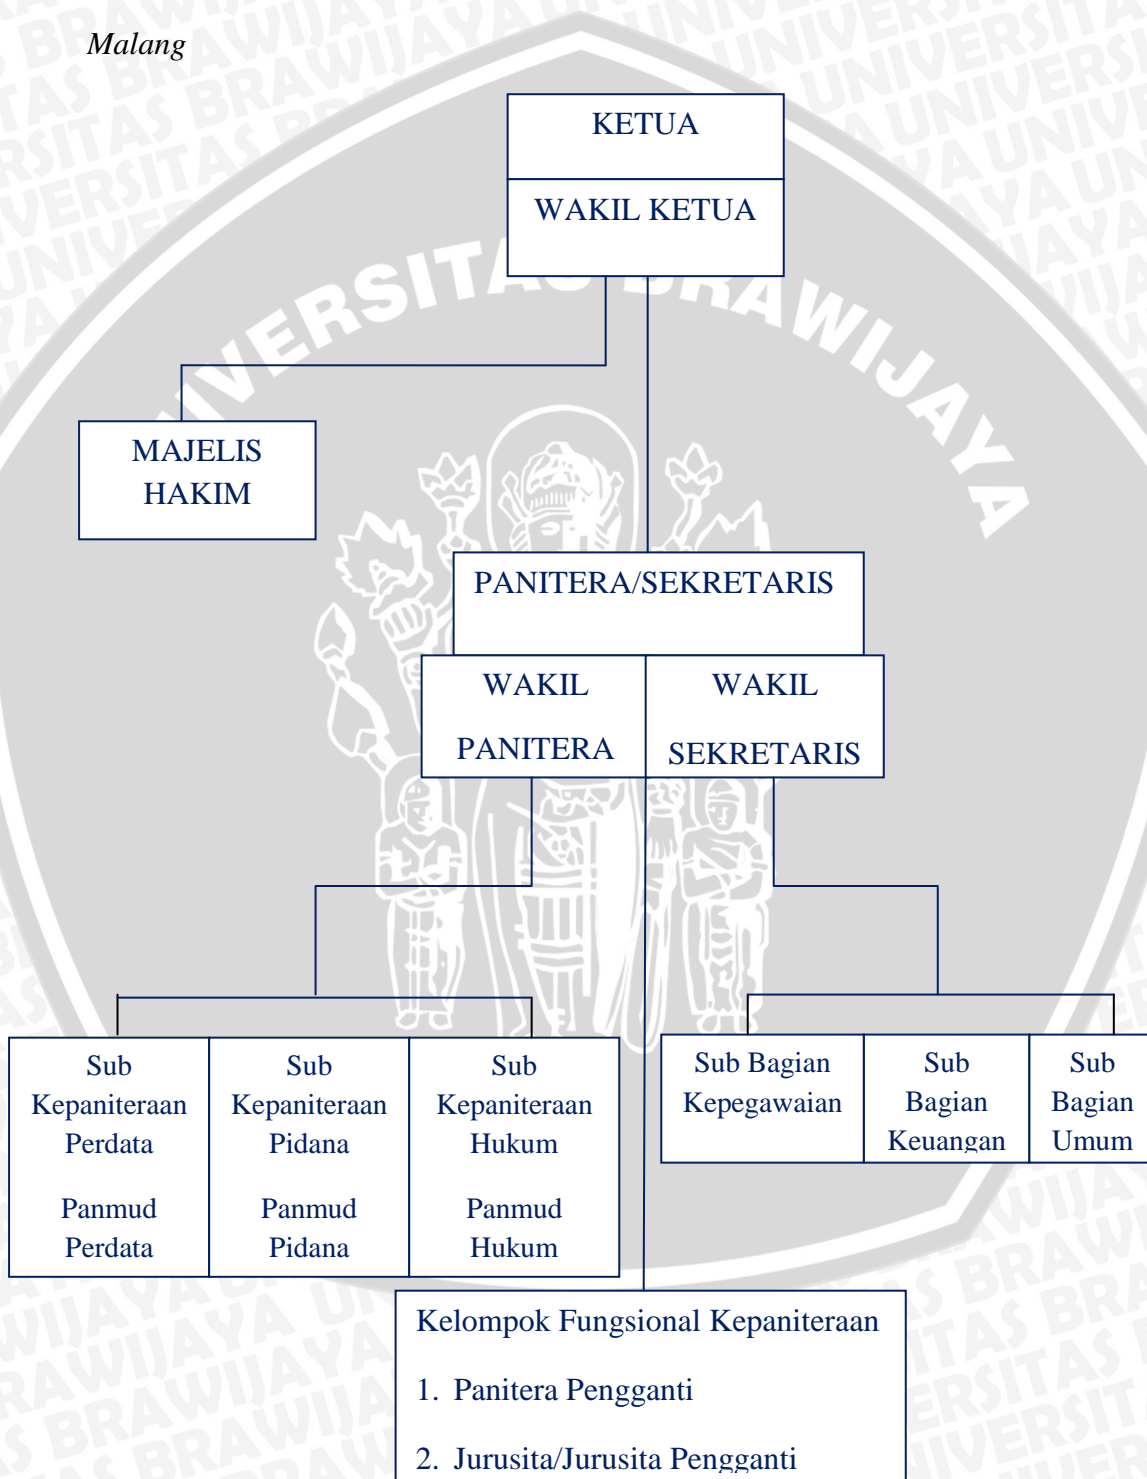 Malang
KETUA
WAKIL KETUA
UNIVERSITAS BRAWIJAYA
MAJELIS
HAKIM
PANITERA/SEKRETARIS
WAKIL
PANITERA
WAKIL
SEKRETARIS
Sub
Kepaniteraan
Perdata
Panmud
Perdata
Sub
Kepaniteraan
Pidana
Panmud
Pidana
Sub
Kepaniteraan
Hukum
Panmud
Hukum
Sub Bagian
Kepegawaian
Sub
Bagian
Keuangan
Sub
Bagian
Umum
Kelompok Fungsional Kepaniteraan
1. Panitera Pengganti
2. Jurusita/Jurusita Pengganti